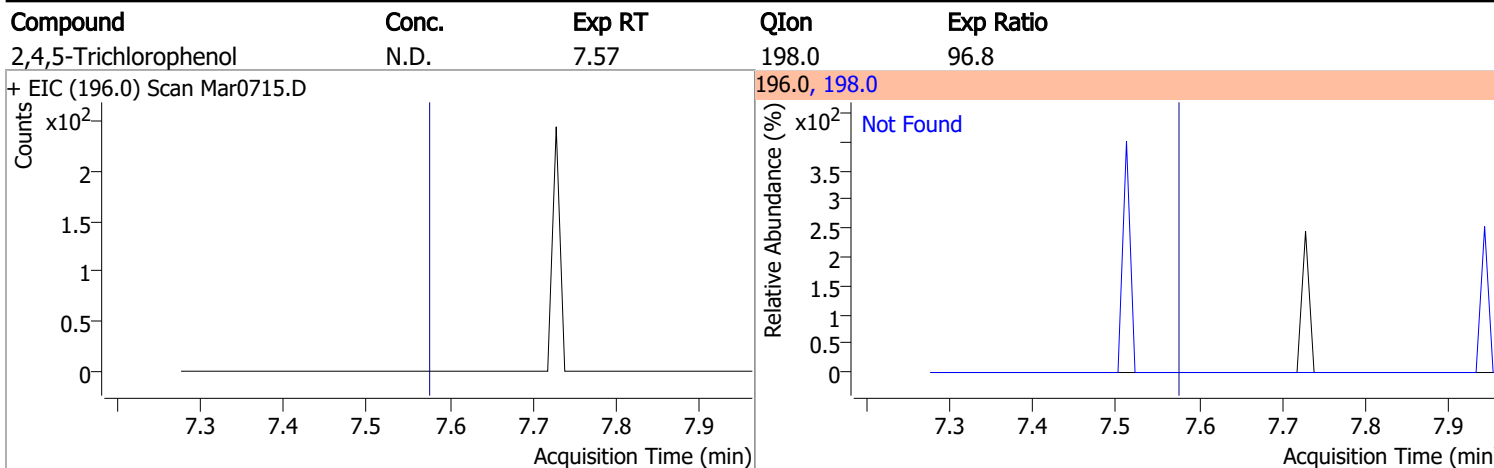 Compound Conc. Exp RT QIon Exp Ratio
2,4,5-Trichlorophenol N.D. 7.57 198.0 96.8
+ EIC (196.0) Scan Mar0715.D
Counts
x10²
2
1.5
1
0.5
0
7.3 7.4 7.5 7.6 7.7 7.8 7.9
Acquisition Time (min)
196.0, 198.0
Relative Abundance (%)
x10²
Not Found
3.5
3
2.5
2
1.5
1
0.5
0
7.3 7.4 7.5 7.6 7.7 7.8 7.9
Acquisition Time (min